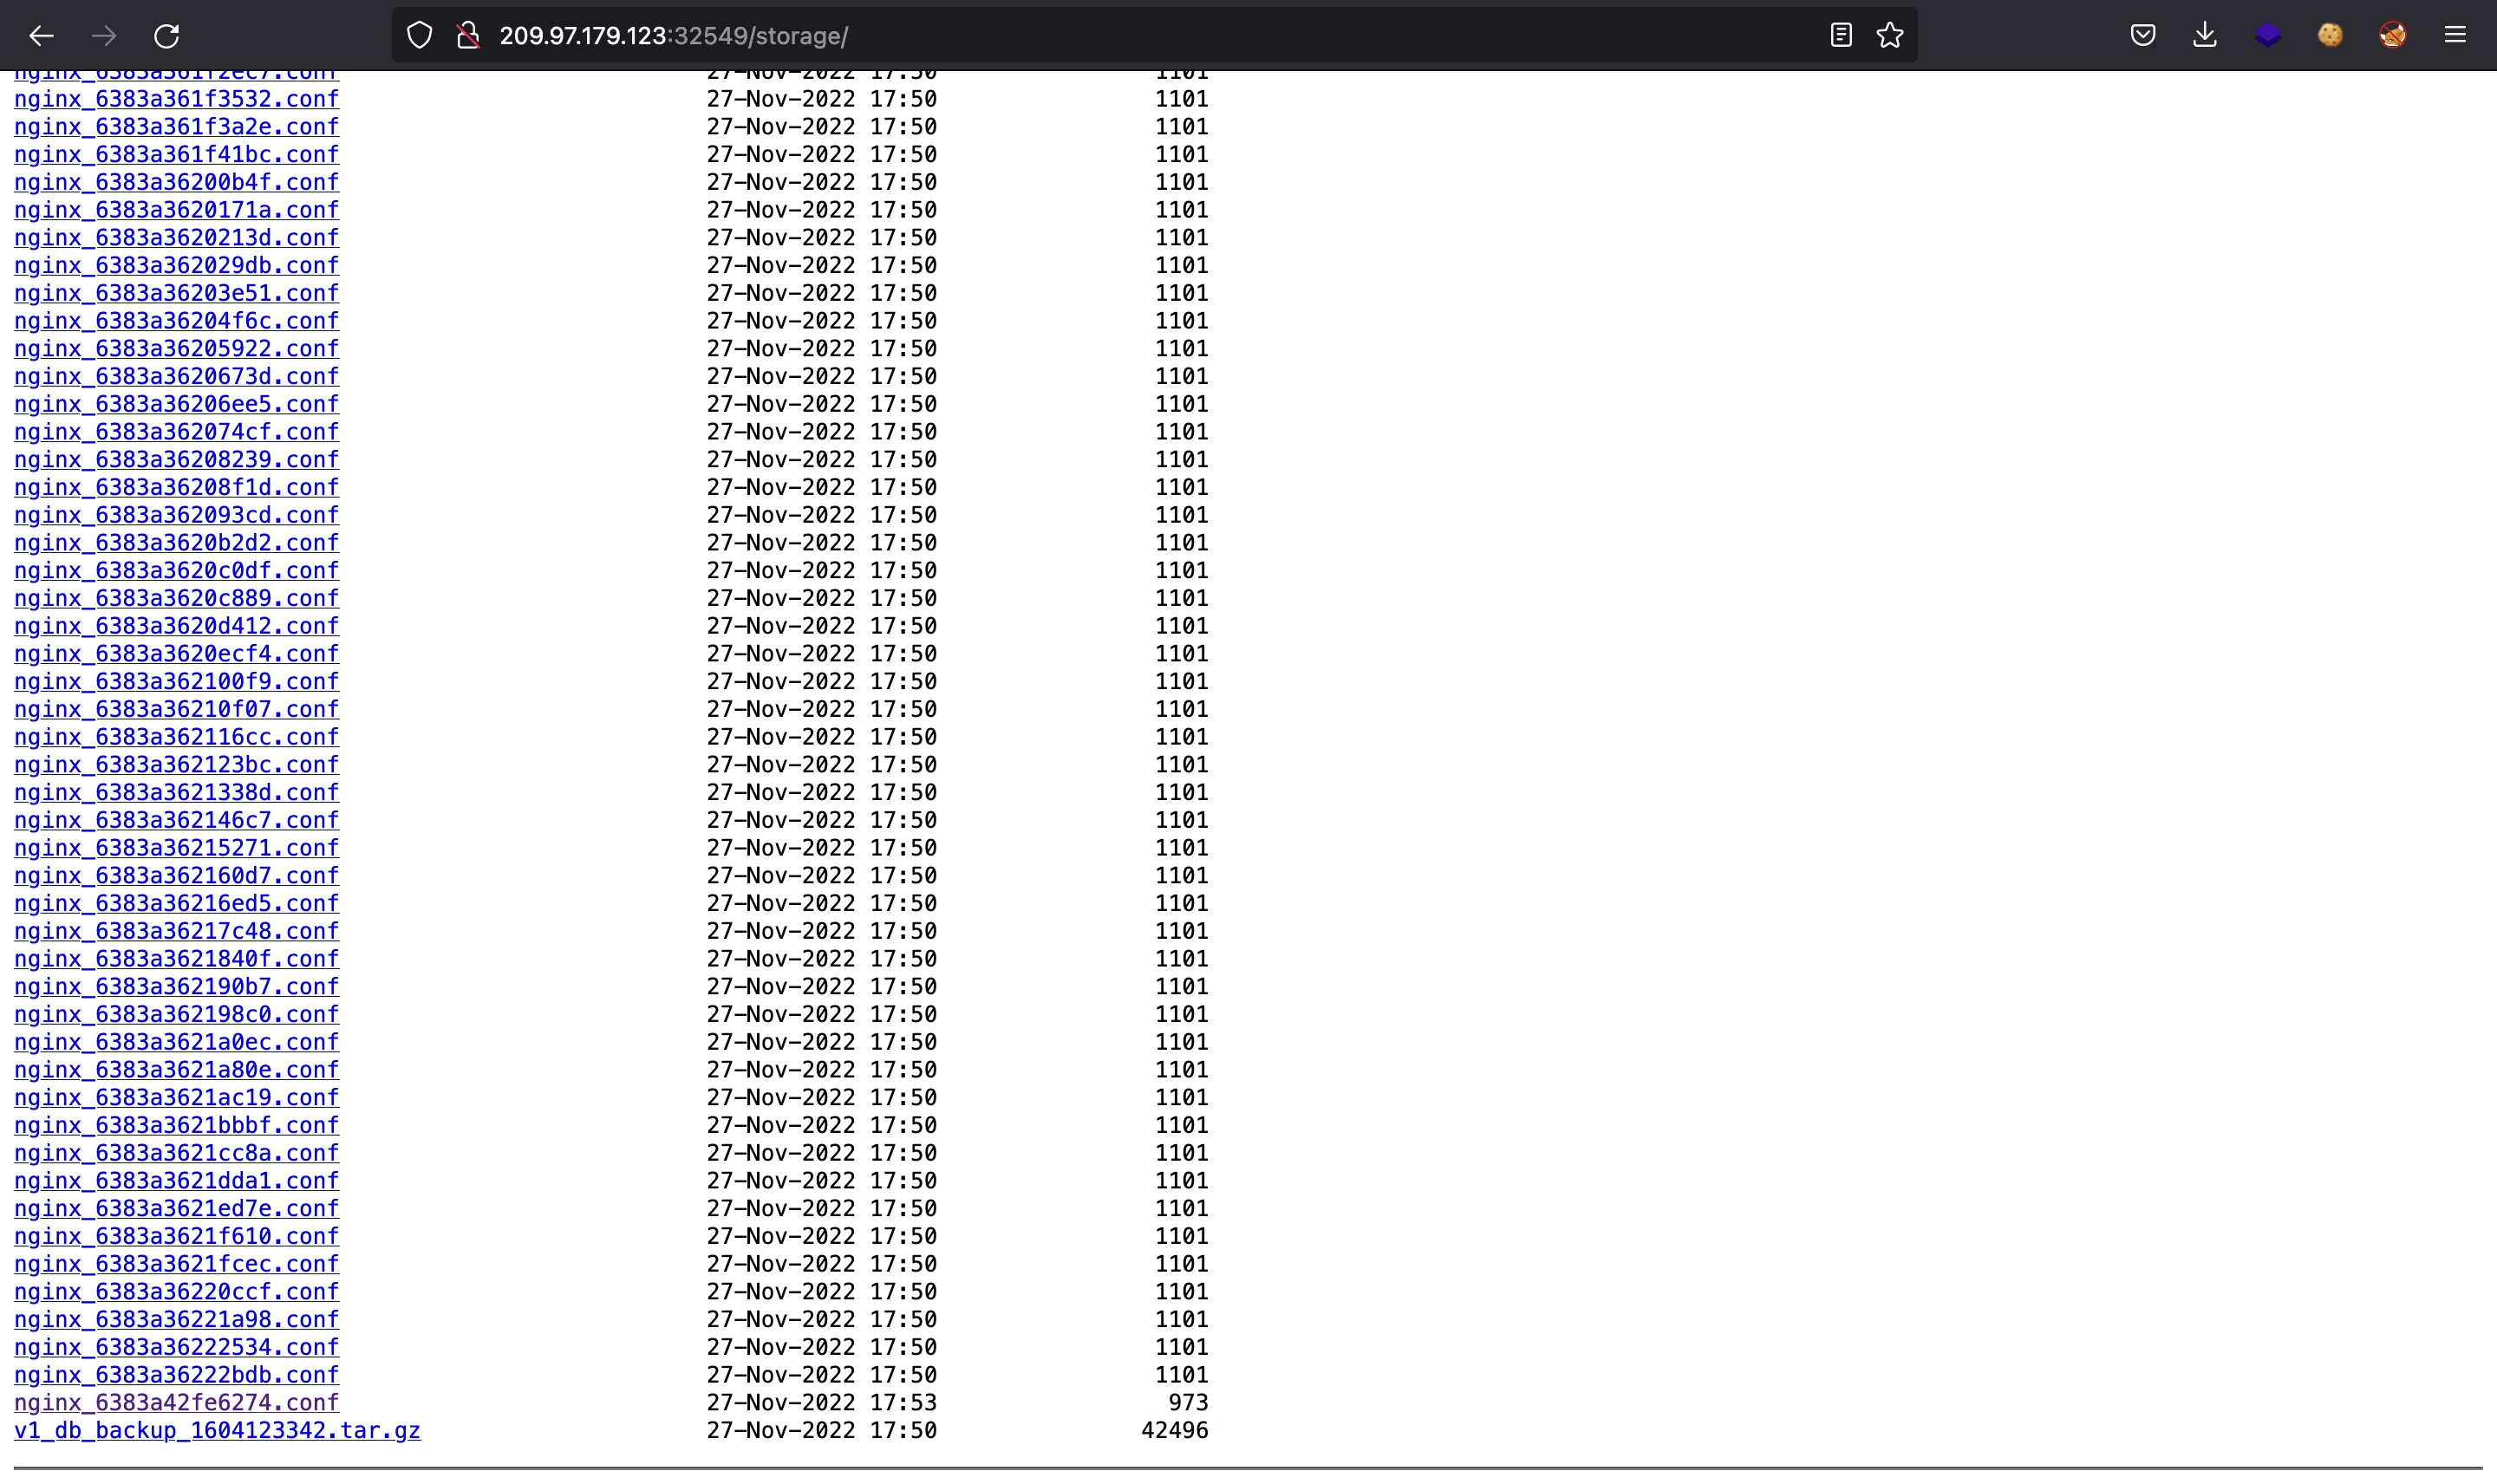 209.97.179.123:32549/storage/
nginx_6383a361f2ec7.conf 27-Nov-2022 17:50 1101
nginx_6383a361f3532.conf 27-Nov-2022 17:50 1101
nginx_6383a361f3a2e.conf 27-Nov-2022 17:50 1101
nginx_6383a361f41bc.conf 27-Nov-2022 17:50 1101
nginx_6383a36200b4f.conf 27-Nov-2022 17:50 1101
nginx_6383a3620171a.conf 27-Nov-2022 17:50 1101
nginx_6383a3620213d.conf 27-Nov-2022 17:50 1101
nginx_6383a362029db.conf 27-Nov-2022 17:50 1101
nginx_6383a36203e51.conf 27-Nov-2022 17:50 1101
nginx_6383a36204f6c.conf 27-Nov-2022 17:50 1101
nginx_6383a36205922.conf 27-Nov-2022 17:50 1101
nginx_6383a3620673d.conf 27-Nov-2022 17:50 1101
nginx_6383a36206ee5.conf 27-Nov-2022 17:50 1101
nginx_6383a362074cf.conf 27-Nov-2022 17:50 1101
nginx_6383a36208239.conf 27-Nov-2022 17:50 1101
nginx_6383a36208f1d.conf 27-Nov-2022 17:50 1101
nginx_6383a362093cd.conf 27-Nov-2022 17:50 1101
nginx_6383a3620b2d2.conf 27-Nov-2022 17:50 1101
nginx_6383a3620c0df.conf 27-Nov-2022 17:50 1101
nginx_6383a3620c889.conf 27-Nov-2022 17:50 1101
nginx_6383a3620d412.conf 27-Nov-2022 17:50 1101
nginx_6383a3620ecf4.conf 27-Nov-2022 17:50 1101
nginx_6383a362100f9.conf 27-Nov-2022 17:50 1101
nginx_6383a36210f07.conf 27-Nov-2022 17:50 1101
nginx_6383a362116cc.conf 27-Nov-2022 17:50 1101
nginx_6383a362123bc.conf 27-Nov-2022 17:50 1101
nginx_6383a3621338d.conf 27-Nov-2022 17:50 1101
nginx_6383a362146c7.conf 27-Nov-2022 17:50 1101
nginx_6383a36215271.conf 27-Nov-2022 17:50 1101
nginx_6383a362160d7.conf 27-Nov-2022 17:50 1101
nginx_6383a36216ed5.conf 27-Nov-2022 17:50 1101
nginx_6383a36217c48.conf 27-Nov-2022 17:50 1101
nginx_6383a3621840f.conf 27-Nov-2022 17:50 1101
nginx_6383a362190b7.conf 27-Nov-2022 17:50 1101
nginx_6383a362198c0.conf 27-Nov-2022 17:50 1101
nginx_6383a3621a0ec.conf 27-Nov-2022 17:50 1101
nginx_6383a3621a80e.conf 27-Nov-2022 17:50 1101
nginx_6383a3621ac19.conf 27-Nov-2022 17:50 1101
nginx_6383a3621bbbf.conf 27-Nov-2022 17:50 1101
nginx_6383a3621cc8a.conf 27-Nov-2022 17:50 1101
nginx_6383a3621dda1.conf 27-Nov-2022 17:50 1101
nginx_6383a3621ed7e.conf 27-Nov-2022 17:50 1101
nginx_6383a3621f610.conf 27-Nov-2022 17:50 1101
nginx_6383a3621fcec.conf 27-Nov-2022 17:50 1101
nginx_6383a36220ccf.conf 27-Nov-2022 17:50 1101
nginx_6383a36221a98.conf 27-Nov-2022 17:50 1101
nginx_6383a36222534.conf 27-Nov-2022 17:50 1101
nginx_6383a36222bdb.conf 27-Nov-2022 17:50 1101
nginx_6383a42fe6274.conf 27-Nov-2022 17:53 973
v1_db_backup_1604123342.tar.gz 27-Nov-2022 17:50 42496